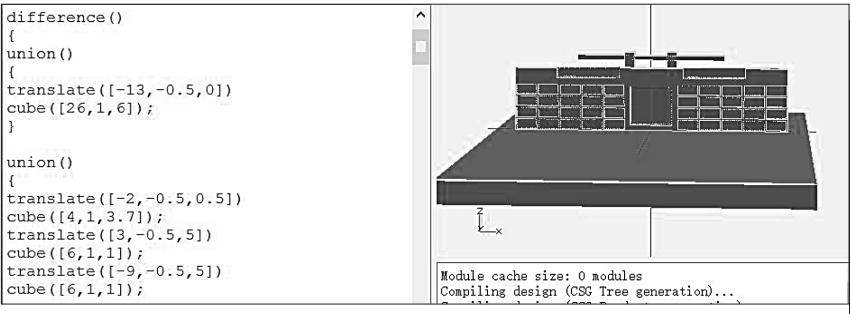 difference()
{
union()
{
translate([-13,-0.5,0])
cube([26,1,6]);
}
union()
{
translate([-2,-0.5,0.5])
cube([4,1,3.7]);
translate([3,-0.5,5])
cube([6,1,1]);
translate([-9,-0.5,5])
cube([6,1,1]);
z
x
Module cache size: 0 modules
Compiling design (CSG Tree generation)...